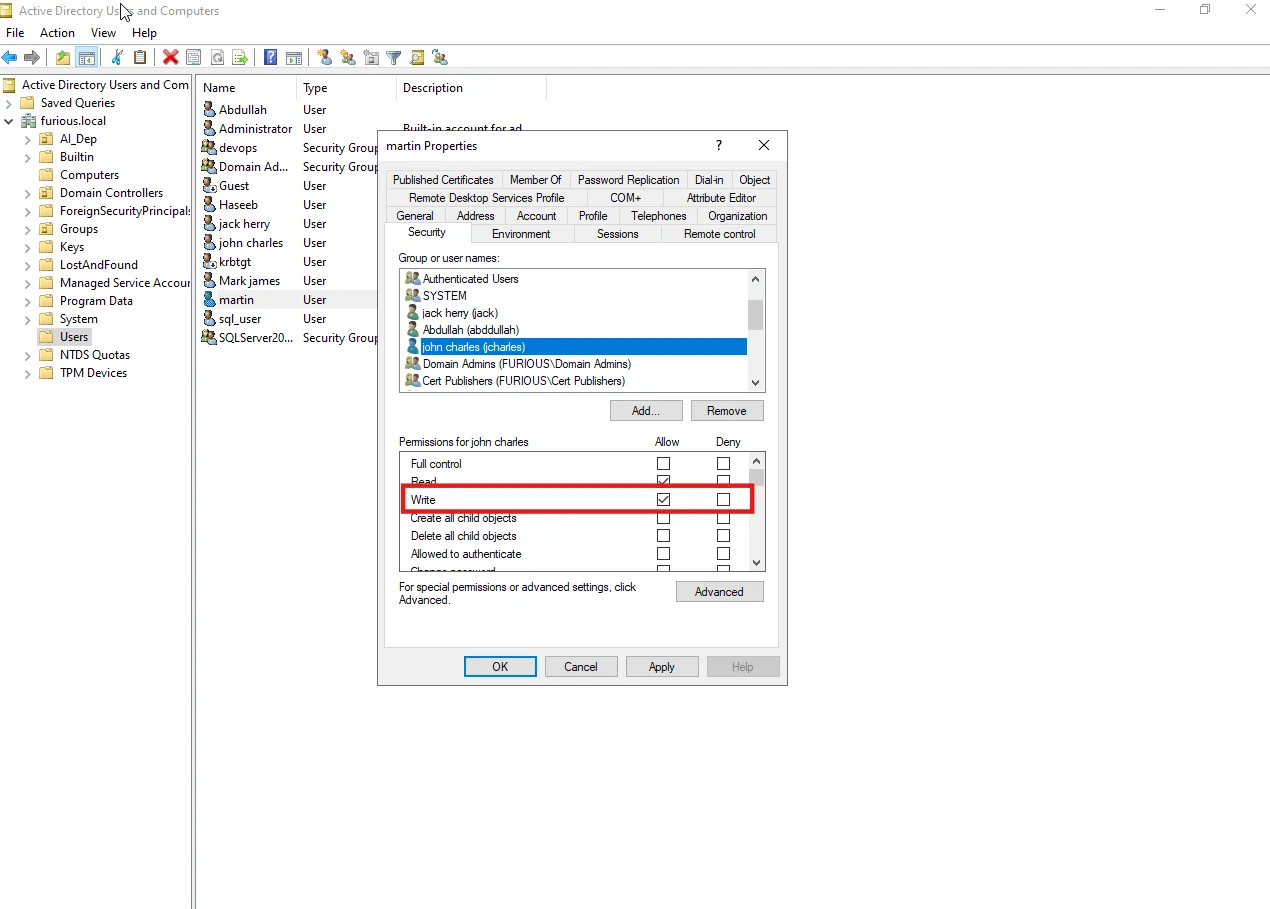 Active Directory Users and Computers
File Action View Help
Active Directory Users and Com
Saved Queries
furious.local
AI_Dep
Builtin
Computers
Domain Controllers
ForeignSecurityPrincipals
Groups
Keys
LostAndFound
Managed Service Accour
Program Data
System
Users
NTDS Quotas
TPM Devices
Name Type Description
Abdullah User
Administrator User Built-in account for ad
devops Security Group
Domain Ad... Security Group
Guest User
Haseeb User
jack herry User
john charles User
krbtgt User
Mark james User
martin User
sql_user User
SQLServer20... Security Group
martin Properties ?
Published Certificates Member Of Password Replication Dial-in Object
Remote Desktop Services Profile COM+ Attribute Editor
General Address Account Profile Telephones Organization
Security Environment Sessions Remote control
Group or user names:
Authenticated Users
SYSTEM
jack herry (jack)
Abdullah (abddullah)
john charles (jcharles)
Domain Admins (FURIOUS\Domain Admins)
Cert Publishers (FURIOUS\Cert Publishers)
Add... Remove
Permissions for john charles Allow Deny
Full control
Read
Write
Create all child objects
Delete all child objects
Allowed to authenticate
Change password
For special permissions or advanced settings, click
Advanced.
Advanced
OK Cancel Apply Help